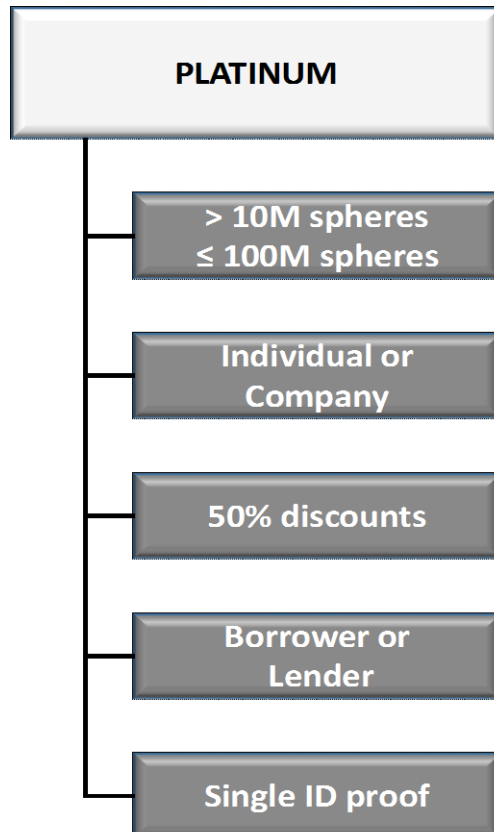 PLATINUM
> 10M spheres
≤ 100M spheres
Individual or
Company
50% discounts
Borrower or
Lender
Single ID proof